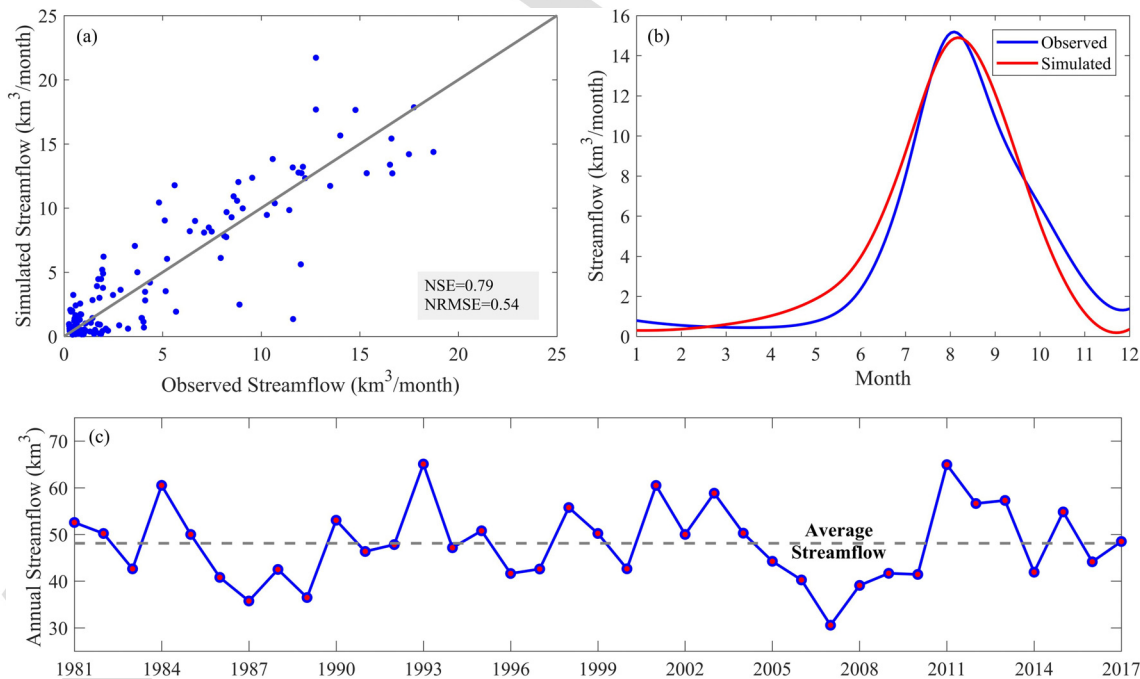 (a)
25
20
15
10
5
0
Simulated Streamflow (km³/month)
NSE=0.79
NRMSE=0.54
0 5 10 15 20 25
Observed Streamflow (km³/month)
(b)
16
14
12
10
8
6
4
2
0
Streamflow (km³/month)
Observed
Simulated
1 2 3 4 5 6 7 8 9 10 11 12
Month
(c)
70
60
50
40
30
Annual Streamflow (km³)
Average
Streamflow
1981 1984 1987 1990 1993 1996 1999 2002 2005 2008 2011 2014 2017